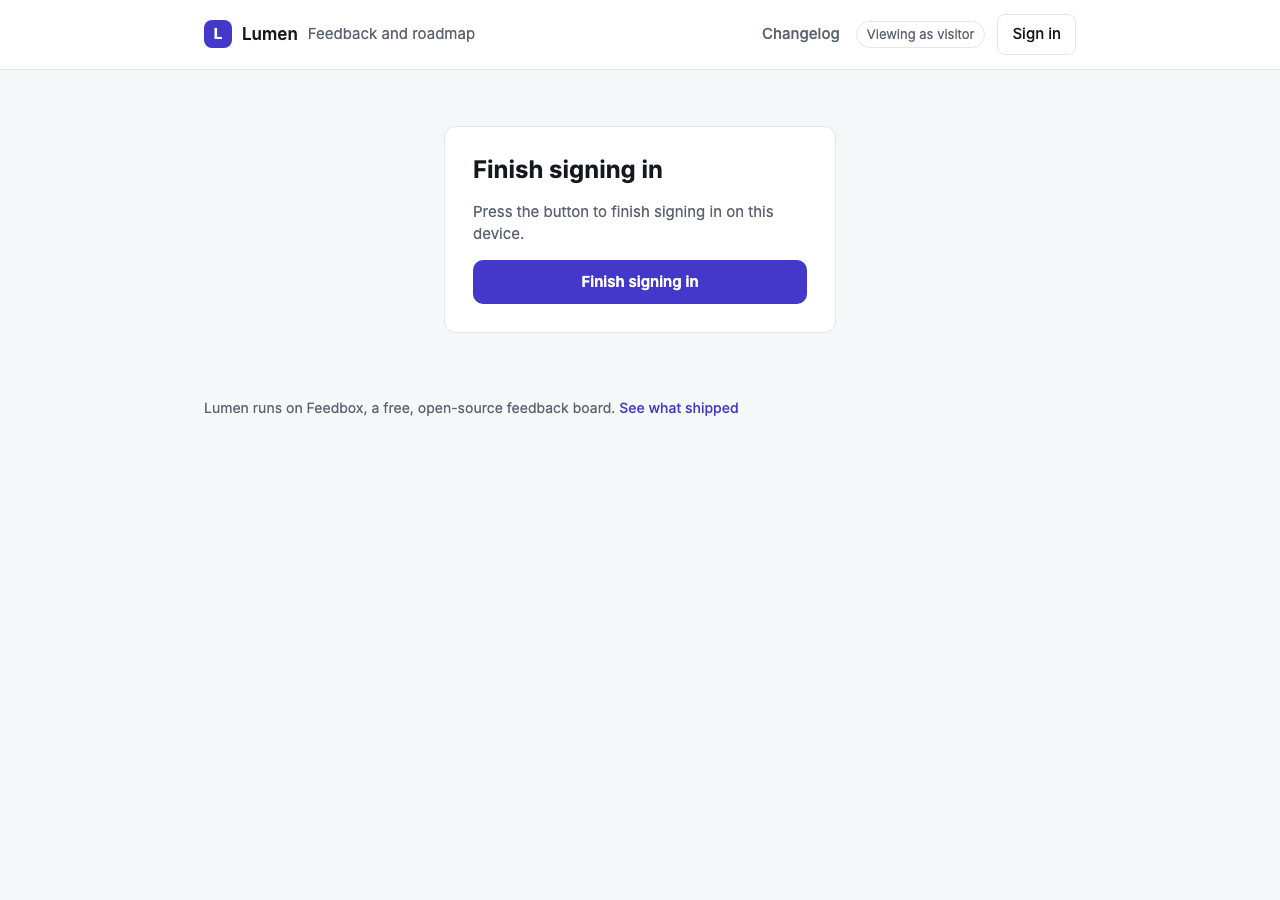 L Lumen Feedback and roadmap Changelog Viewing as visitor Sign in
Finish signing in
Press the button to finish signing in on this
device.
Finish signing in
Lumen runs on Feedbox, a free, open-source feedback board. See what shipped